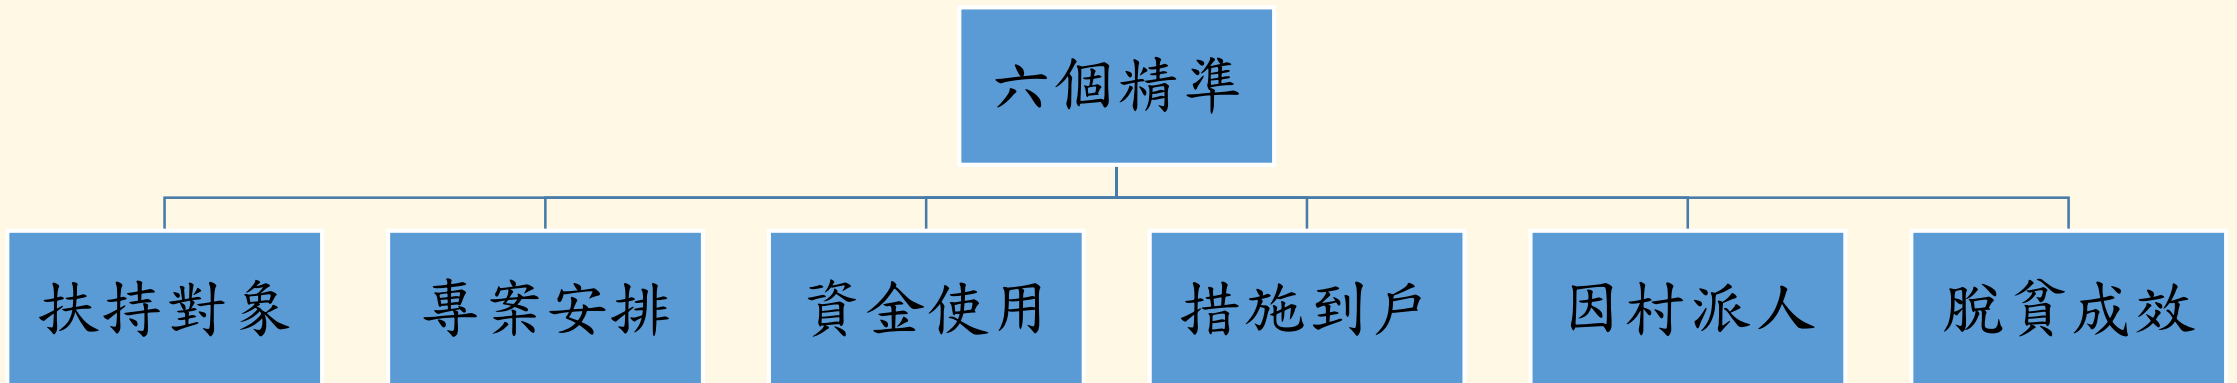 六個精準
扶持對象
專案安排
資金使用
措施到戶
因村派人
脫貧成效